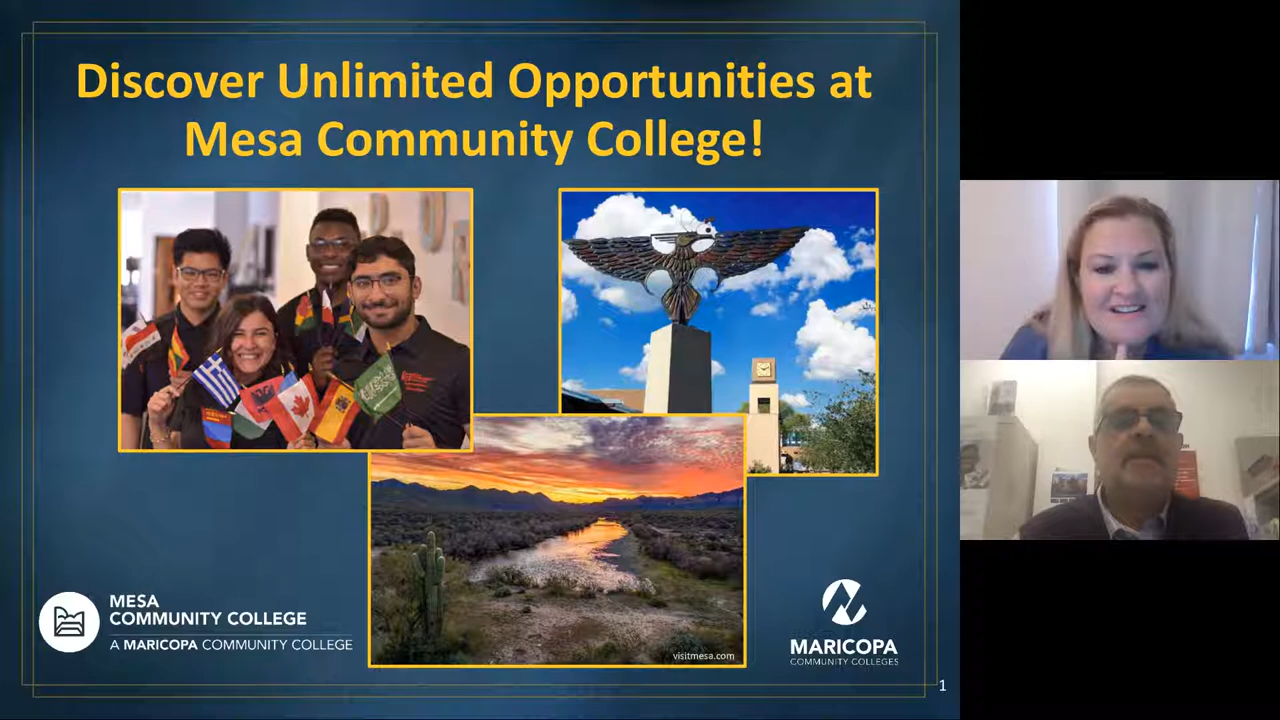 Discover Unlimited Opportunities at
Mesa Community College!
visitmesa.com
MESA
COMMUNITY COLLEGE
A MARICOPA COMMUNITY COLLEGE
MARICOPA
COMMUNITY COLLEGES
1